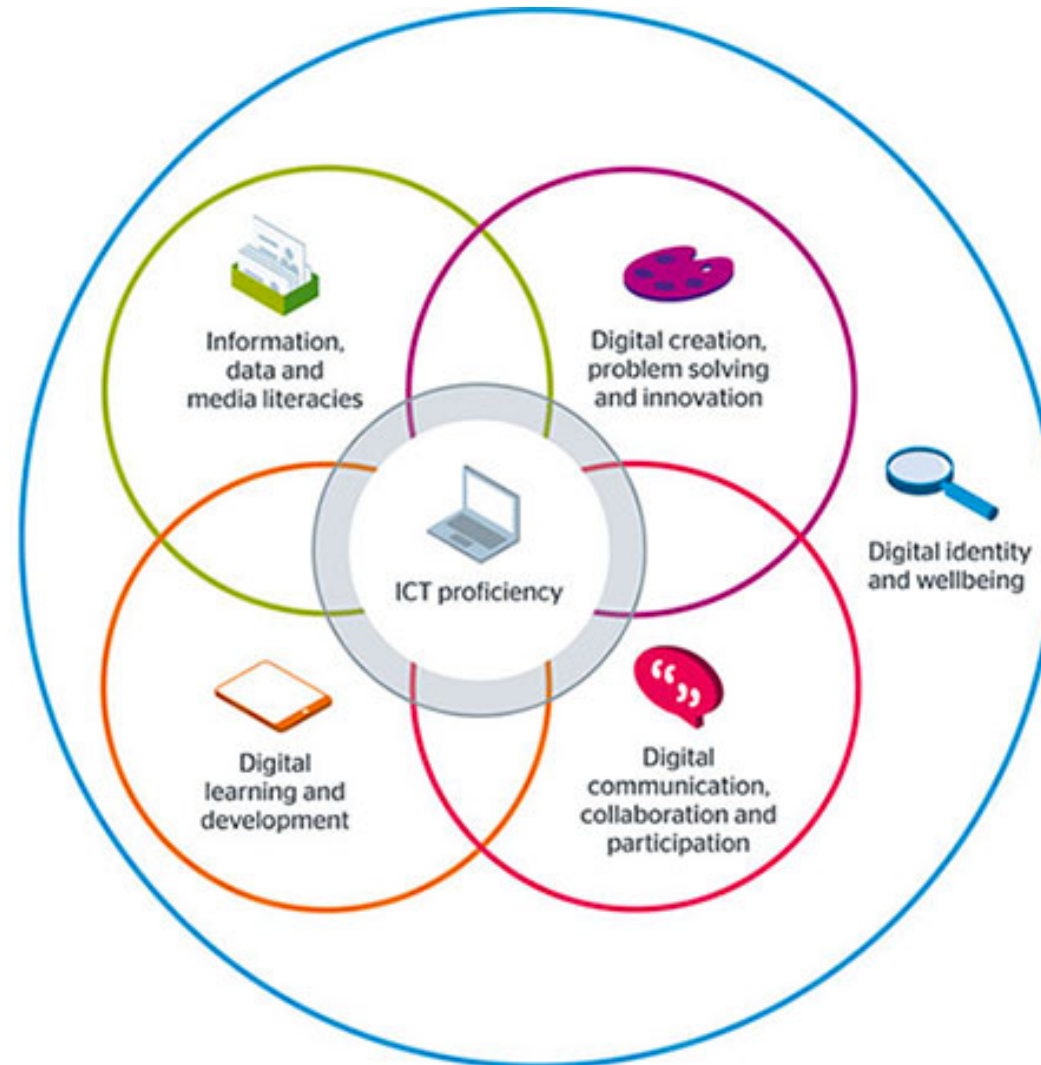 Information,
data and
media literacies
Digital creation,
problem solving
and innovation
Digital identity
and wellbeing
ICT proficiency
Digital
learning and
development
Digital
communication,
collaboration and
participation